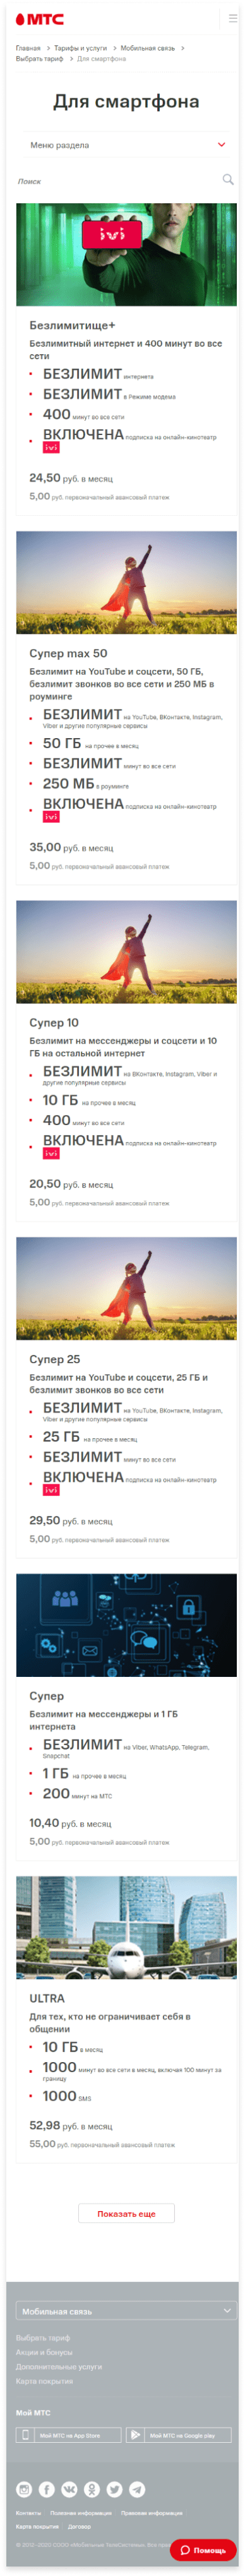 МТС
Главная > Тарифы и услуги > Мобильная связь >
Выбрать тариф > Для смартфона
Для смартфона
Меню раздела
Поиск
ivi
Безлимитище+
Безлимитный интернет и 400 минут во все
сети
БЕЗЛИМИТ интернета
БЕЗЛИМИТ в Режиме модема
400 минут во все сети
ВКЛЮЧЕНА подписка на онлайн-кинотеатр
ivi
24,50 руб. в месяц
5,00 руб. первоначальный авансовый платеж
Супер max 50
Безлимит на YouTube и соцсети, 50 ГБ,
безлимит звонков во все сети и 250 МБ в
роуминге
БЕЗЛИМИТ на YouTube, ВКонтакте, Instagram,
Viber и другие популярные сервисы
50 ГБ на прочее в месяц
БЕЗЛИМИТ минут во все сети
250 МБ в роуминге
ВКЛЮЧЕНА подписка на онлайн-кинотеатр
ivi
35,00 руб. в месяц
5,00 руб. первоначальный авансовый платеж
Супер 10
Безлимит на мессенджеры и соцсети и 10
ГБ на остальной интернет
БЕЗЛИМИТ на ВКонтакте, Instagram, Viber и
другие популярные сервисы
10 ГБ на прочее в месяц
400 минут во все сети
ВКЛЮЧЕНА подписка на онлайн-кинотеатр
ivi
20,50 руб. в месяц
5,00 руб. первоначальный авансовый платеж
Супер 25
Безлимит на YouTube и соцсети, 25 ГБ и
безлимит звонков во все сети
БЕЗЛИМИТ на YouTube, ВКонтакте, Instagram,
Viber и другие популярные сервисы
25 ГБ на прочее в месяц
БЕЗЛИМИТ минут во все сети
ВКЛЮЧЕНА подписка на онлайн-кинотеатр
ivi
29,50 руб. в месяц
5,00 руб. первоначальный авансовый платеж
Супер
Безлимит на мессенджеры и 1 ГБ
интернета
БЕЗЛИМИТ на Viber, WhatsApp, Telegram,
Snapchat
1 ГБ на прочее в месяц
200 минут на МТС
10,40 руб. в месяц
5,00 руб. первоначальный авансовый платеж
ULTRA
Для тех, кто не ограничивает себя в
общении
10 ГБ в месяц
1000 минут во все сети в месяц, включая 100 минут за
границу
1000 SMS
52,98 руб. в месяц
55,00 руб. первоначальный авансовый платеж
Показать еще
Мобильная связь
Выбрать тариф
Акции и бонусы
Дополнительные услуги
Карта покрытия
Мой МТС
Мой МТС на App Store
Мой МТС на Google play
Контакты Полезная информация Правовая информация
Карта покрытия Договор
© 2012-2020 СООО «Мобильные ТелеСистемы». Все
Помощь